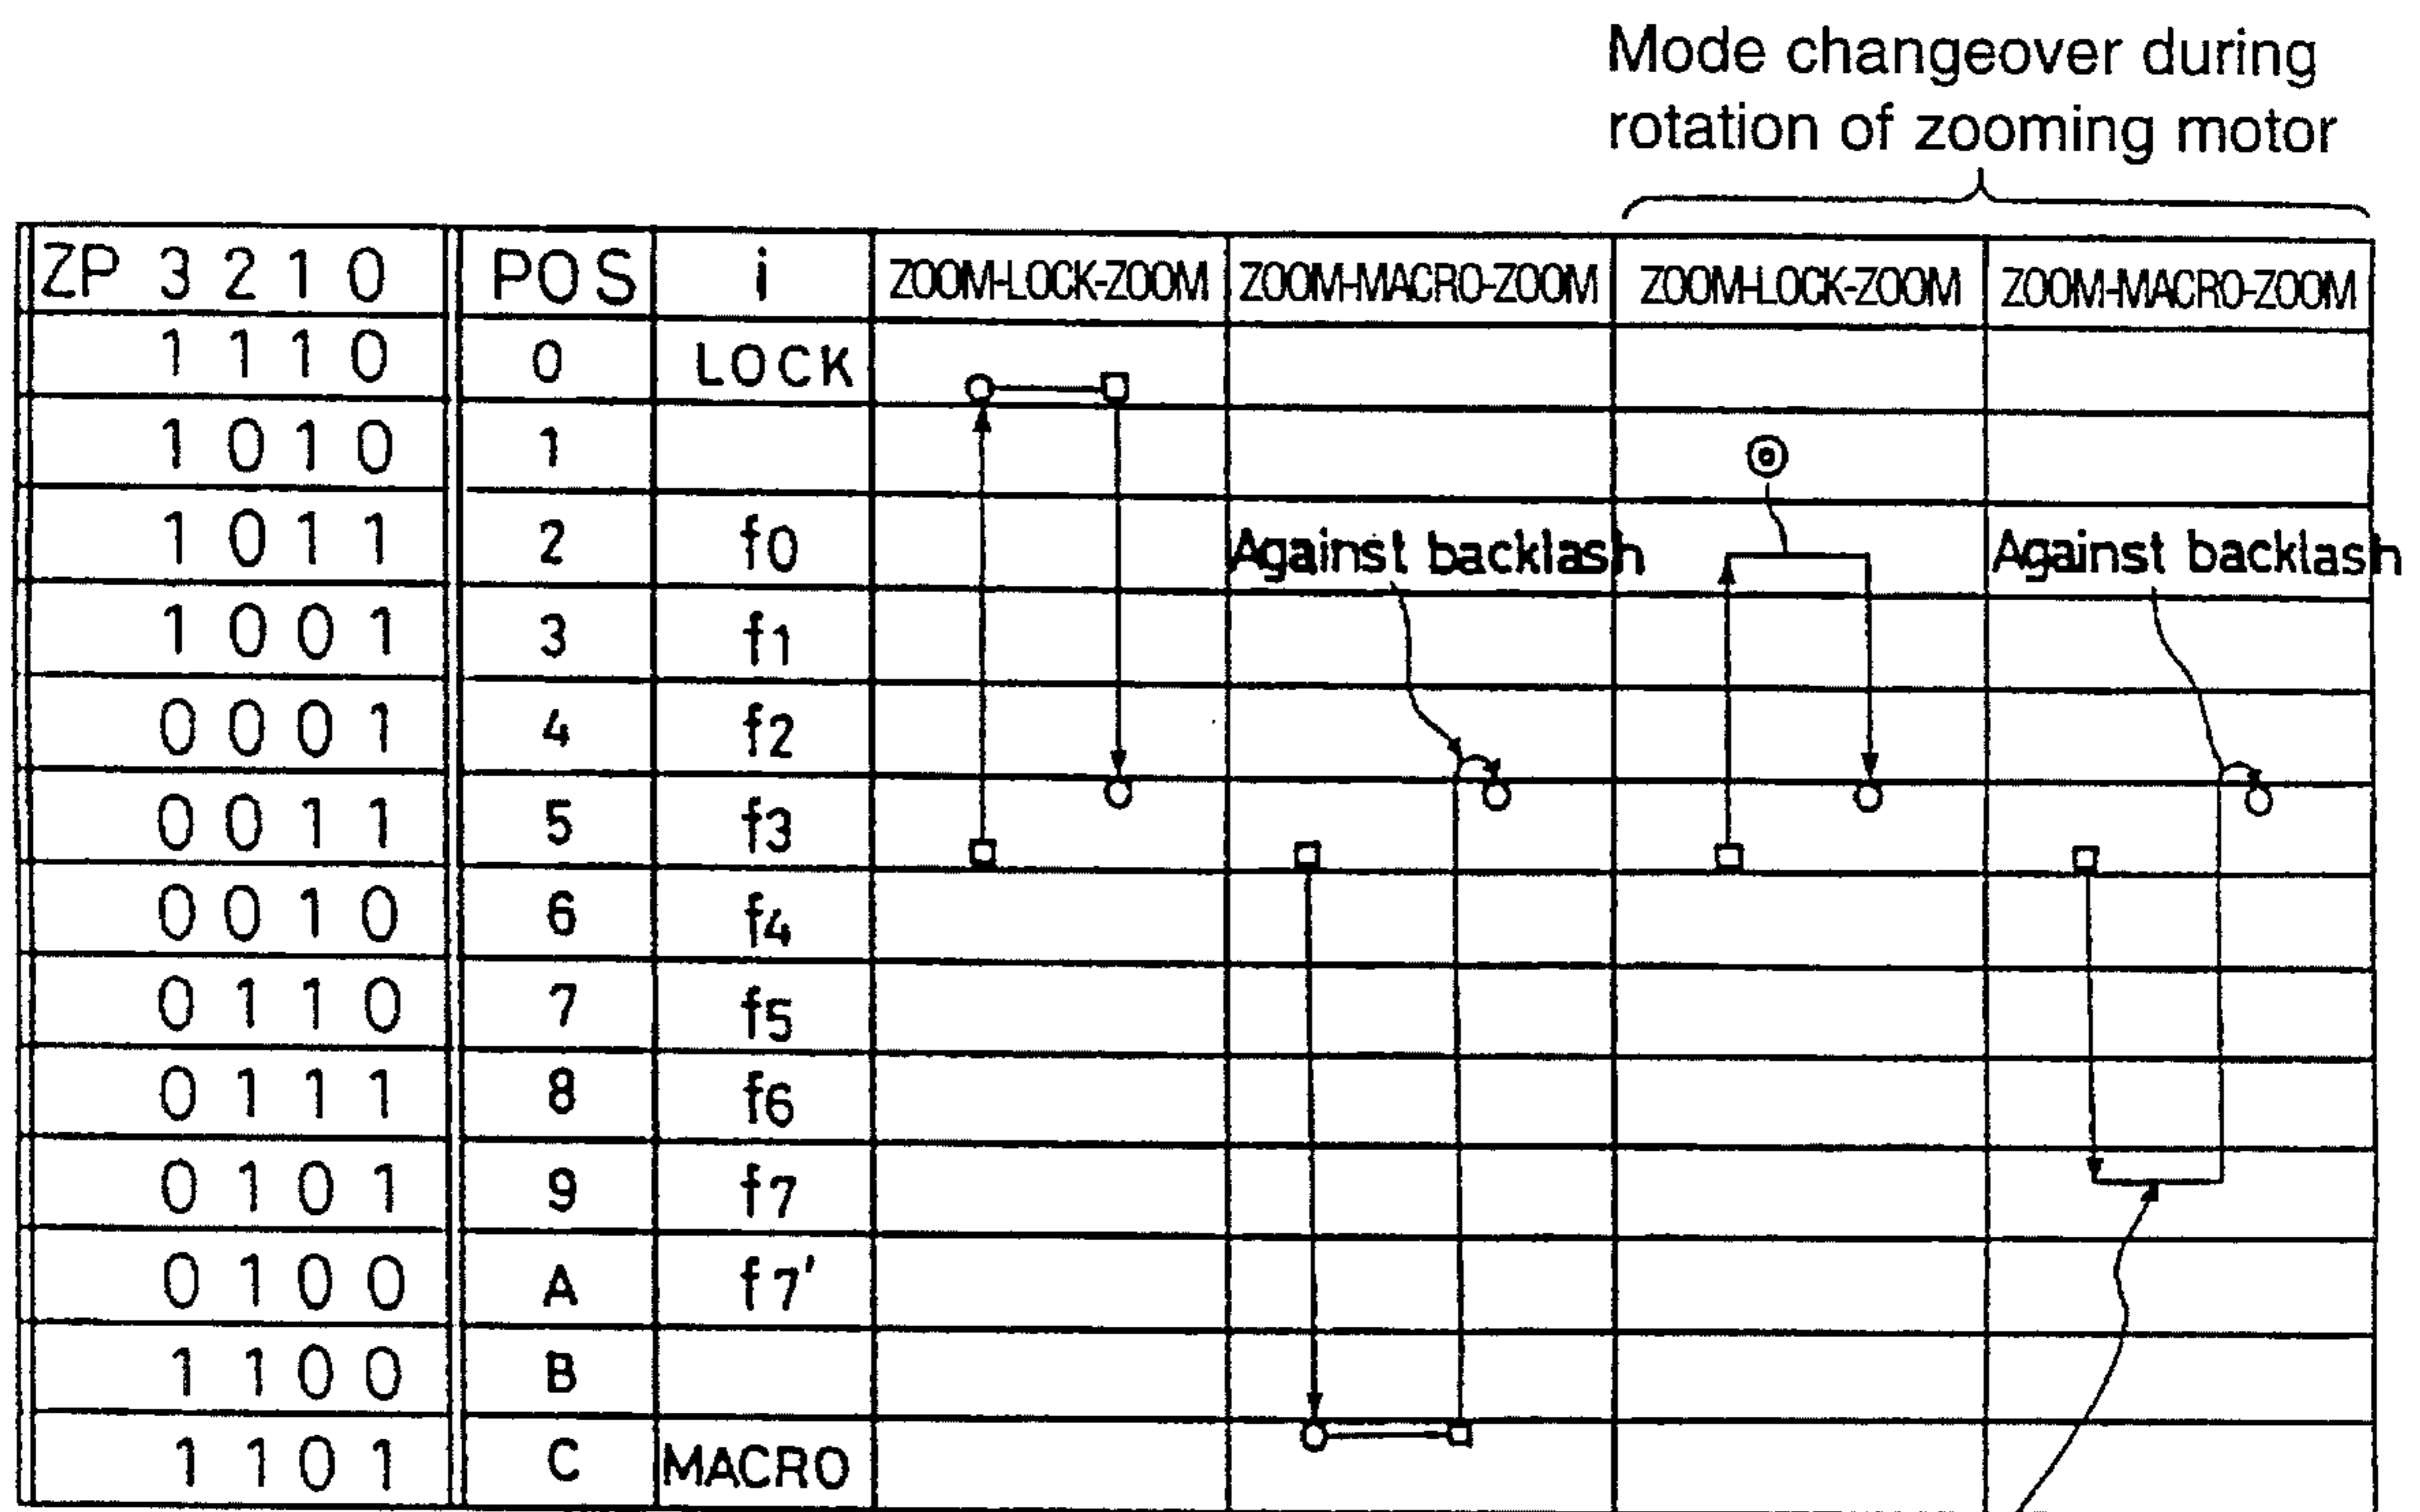 Mode changeover during
rotation of zooming motor
ZP 3 2 1 0 POS i ZOOM-LOCK-ZOOM ZOOM-MACRO-ZOOM ZOOM-LOCK-ZOOM ZOOM-MACRO-ZOOM
1 1 1 0 0 LOCK
1 0 1 0 1
1 0 1 1 2 f0 Against backlash Against backlash
1 0 0 1 3 f1
0 0 0 1 4 f2
0 0 1 1 5 f3
0 0 1 0 6 f4
0 1 1 0 7 f5
0 1 1 1 8 f6
0 1 0 1 9 f7
0 1 0 0 A f7'
1 1 0 0 B
1 1 0 1 C MACRO